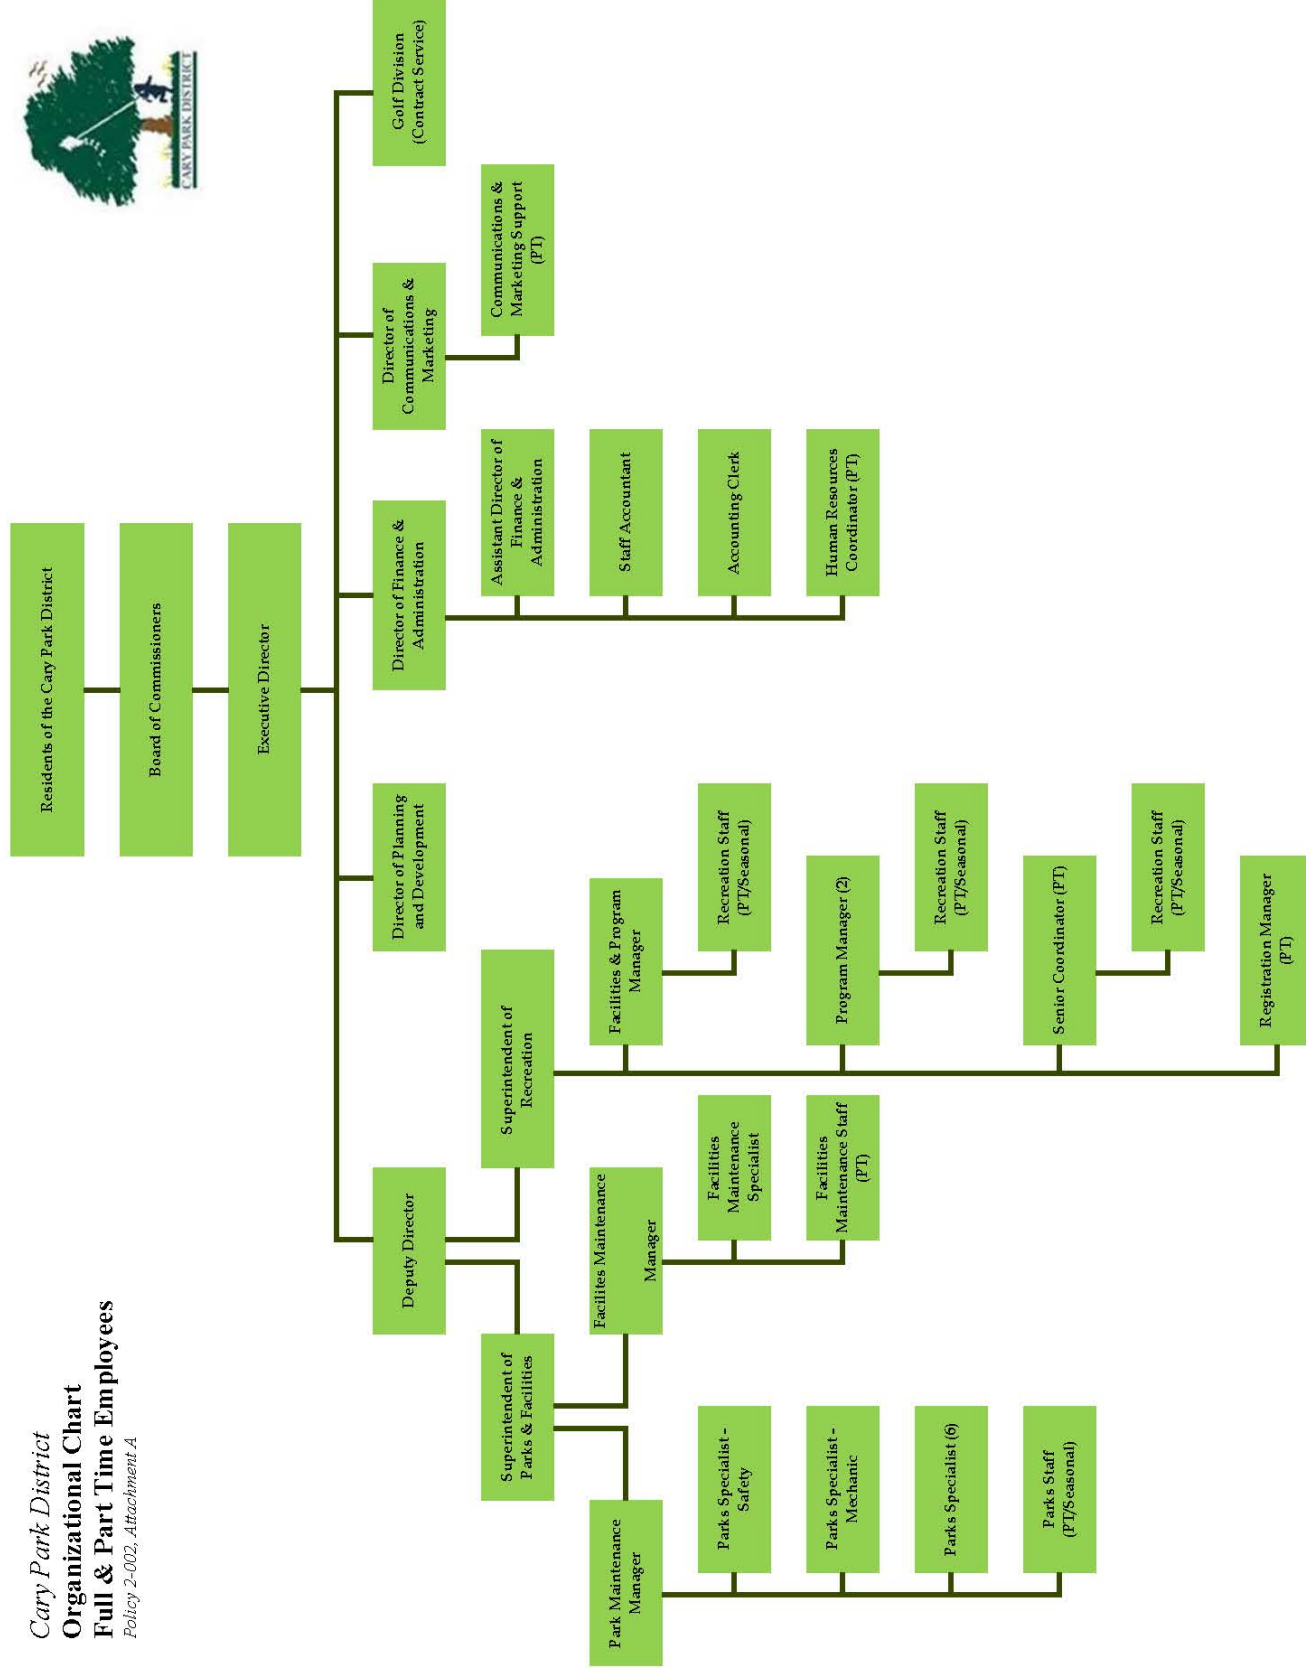 Cary Park District
Organizational Chart
Full & Part Time Employees
Policy 2-002, Attachment A
CARY PARK DISTRICT
Residents of the Cary Park District
Board of Commissioners
Executive Director
Deputy Director
Director of Planning
and Development
Director of Finance &
Administration
Director of
Communications &
Marketing
Golf Division
(Contract Service)
Superintendent of
Parks & Facilities
Superintendent of
Recreation
Assistant Director of
Finance &
Administration
Communications &
Marketing Support
(PT)
Park Maintenance
Manager
Facilites Maintenance
Manager
Facilities & Program
Manager
Staff Accountant
Parks Specialist -
Safety
Facilities
Maintenance
Specialist
Recreation Staff
(PT/Seasonal)
Accounting Clerk
Parks Specialist -
Mechanic
Facilities
Maintenance Staff
(PT)
Program Manager (2)
Human Resources
Coordinator (PT)
Parks Specialist (6)
Recreation Staff
(PT/Seasonal)
Parks Staff
(PT/Seasonal)
Senior Coordinator (PT)
Recreation Staff
(PT/Seasonal)
Registration Manager
(PT)